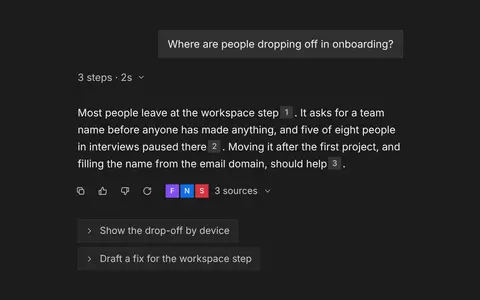 Where are people dropping off in onboarding?
3 steps · 2s
Most people leave at the workspace step 1 . It asks for a team
name before anyone has made anything, and five of eight people
in interviews paused there 2 . Moving it after the first project, and
filling the name from the email domain, should help 3 .
F N S 3 sources
Show the drop-off by device
Draft a fix for the workspace step